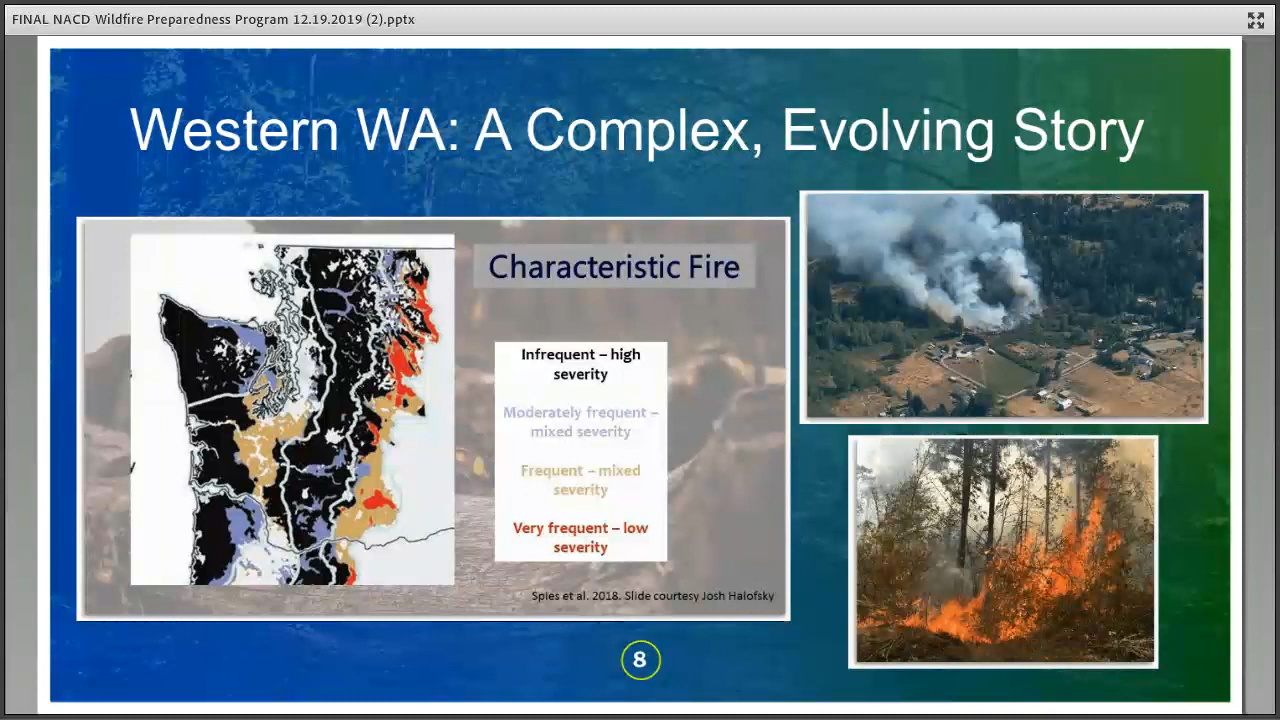 FINAL NACD Wildfire Preparedness Program 12.19.2019 (2).pptx
Western WA: A Complex, Evolving Story
Characteristic Fire
Infrequent – high
severity
Moderately frequent –
mixed severity
Frequent – mixed
severity
Very frequent – low
severity
Spies et al. 2018. Slide courtesy Josh Halofsky
8